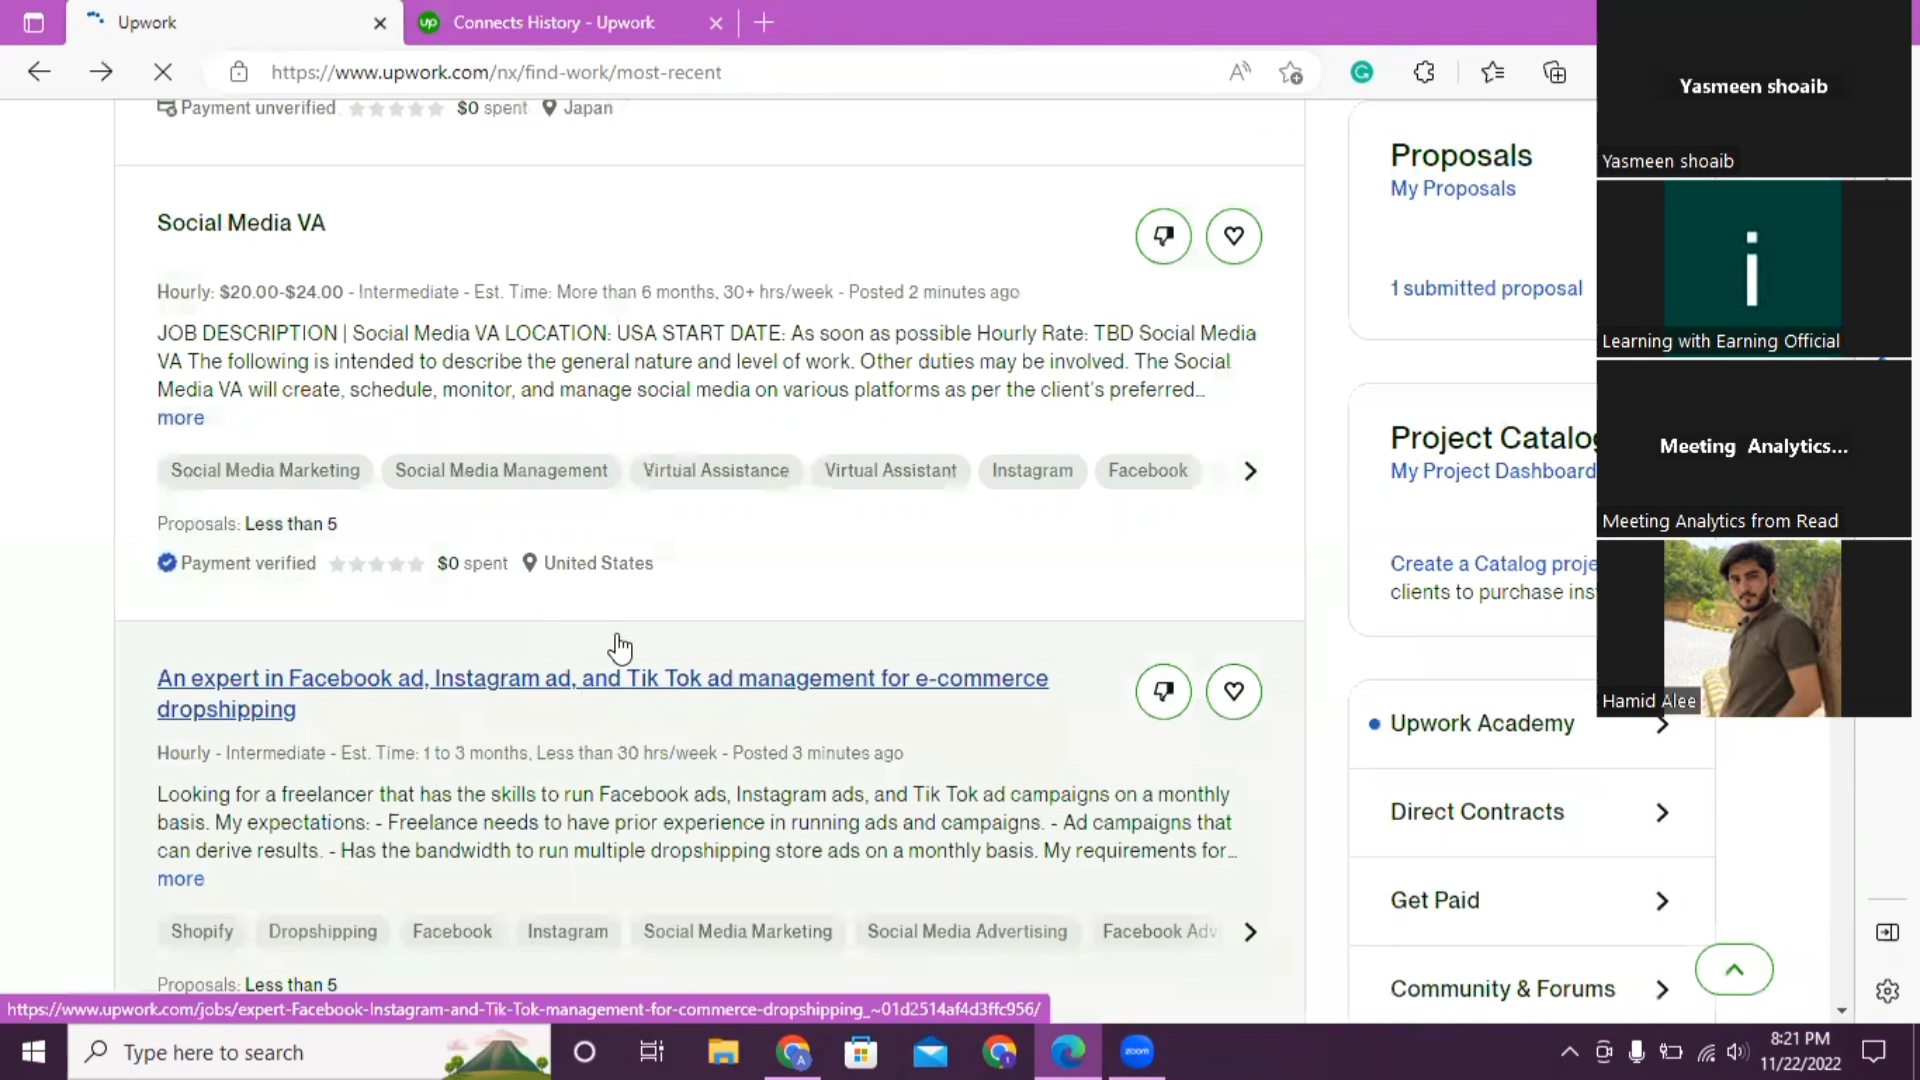 Upwork
up
Connects History - Upwork
https://www.upwork.com/nx/find-work/most-recent
Payment unverified $0 spent Japan
Social Media VA
Hourly: $20.00-$24.00 - Intermediate - Est. Time: More than 6 months, 30+ hrs/week - Posted 2 minutes ago
JOB DESCRIPTION | Social Media VA LOCATION: USA START DATE: As soon as possible Hourly Rate: TBD Social Media
VA The following is intended to describe the general nature and level of work. Other duties may be involved. The Social
Media VA will create, schedule, monitor, and manage social media on various platforms as per the client's preferred…
more
Social Media Marketing Social Media Management Virtual Assistance Virtual Assistant Instagram Facebook
Proposals: Less than 5
Payment verified $0 spent United States
An expert in Facebook ad, Instagram ad, and Tik Tok ad management for e-commerce
dropshipping
Hourly - Intermediate - Est. Time: 1 to 3 months, Less than 30 hrs/week - Posted 3 minutes ago
Looking for a freelancer that has the skills to run Facebook ads, Instagram ads, and Tik Tok ad campaigns on a monthly
basis. My expectations: - Freelance needs to have prior experience in running ads and campaigns. - Ad campaigns that
can derive results. - Has the bandwidth to run multiple dropshipping store ads on a monthly basis. My requirements for…
more
Shopify Dropshipping Facebook Instagram Social Media Marketing Social Media Advertising Facebook Adv
Proposals: Less than 5
https://www.upwork.com/jobs/expert-Facebook-Instagram-and-Tik-Tok-management-for-commerce-dropshipping_~01d2514af4d3ffc956/
Proposals
My Proposals
1 submitted proposal
Project Catalog
My Project Dashboard
Create a Catalog proje
clients to purchase ins
Upwork Academy
Direct Contracts
Get Paid
Community & Forums
Yasmeen shoaib
Yasmeen shoaib
i
Learning with Earning Official
Meeting Analytics...
Meeting Analytics from Read
Hamid Alee
Type here to search
zoom
8:21 PM
11/22/2022